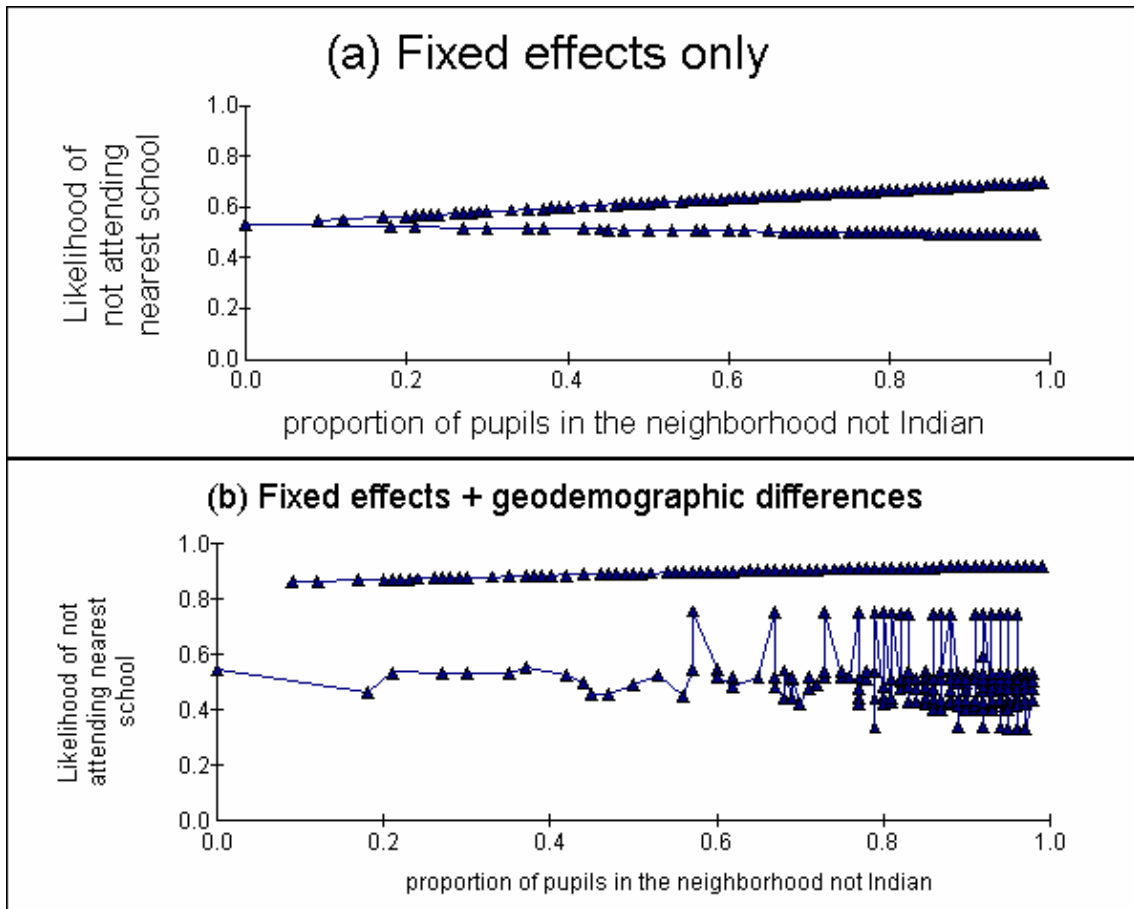 (a) Fixed effects only
Likelihood of
not attending
nearest school
1.0
0.8
0.6
0.4
0.2
0.0
0.0 0.2 0.4 0.6 0.8 1.0
proportion of pupils in the neighborhood not Indian
(b) Fixed effects + geodemographic differences
Likelihood of not
attending nearest
school
1.0
0.8
0.6
0.4
0.2
0.0
0.0 0.2 0.4 0.6 0.8 1.0
proportion of pupils in the neighborhood not Indian